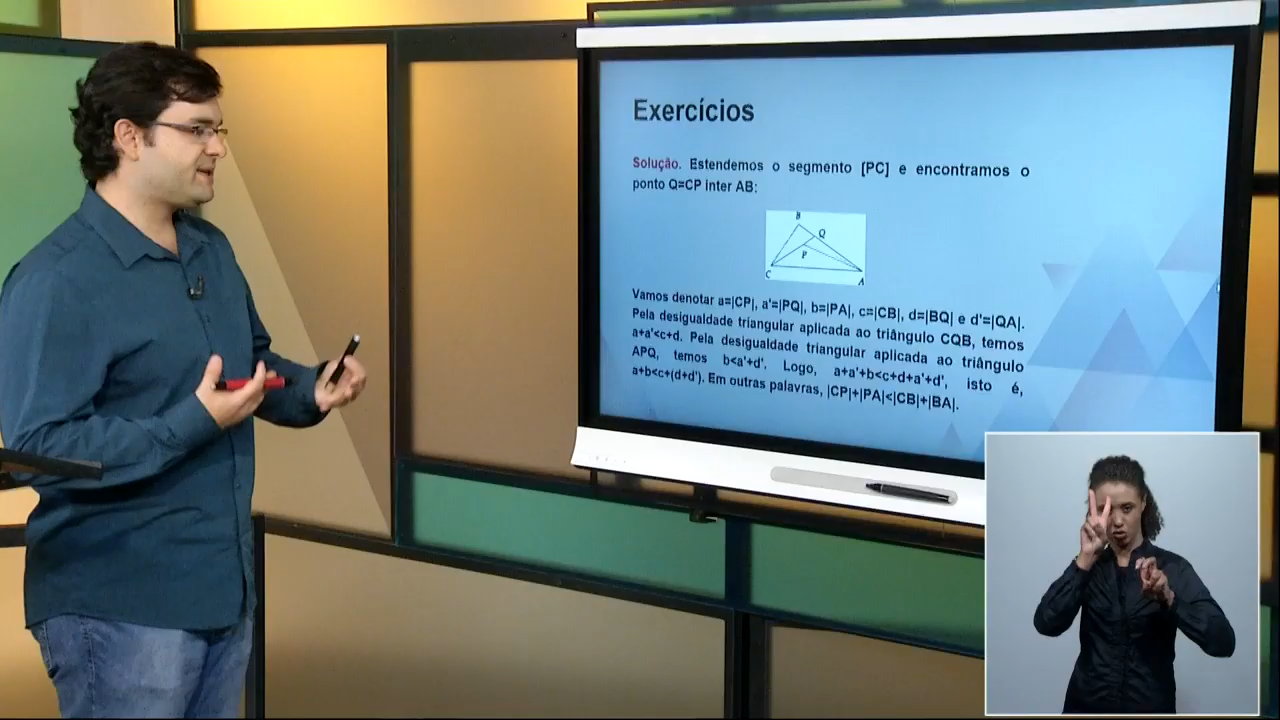 Exercícios
Solução. Estendemos o segmento [PC] e encontramos o
ponto Q=CP inter AB:
B
Q
P
C
A
Vamos denotar a=|CP|, a'=|PQ|, b=|PA|, c=|CB|, d=|BQ| e d'=|QA|.
Pela desigualdade triangular aplicada ao triângulo CQB, temos
a+a'<c+d. Pela desigualdade triangular aplicada ao triângulo
APQ, temos b<a'+d'. Logo, a+a'+b<c+d+a'+d', isto é,
a+b<c+(d+d'). Em outras palavras, |CP|+|PA|<|CB|+|BA|.